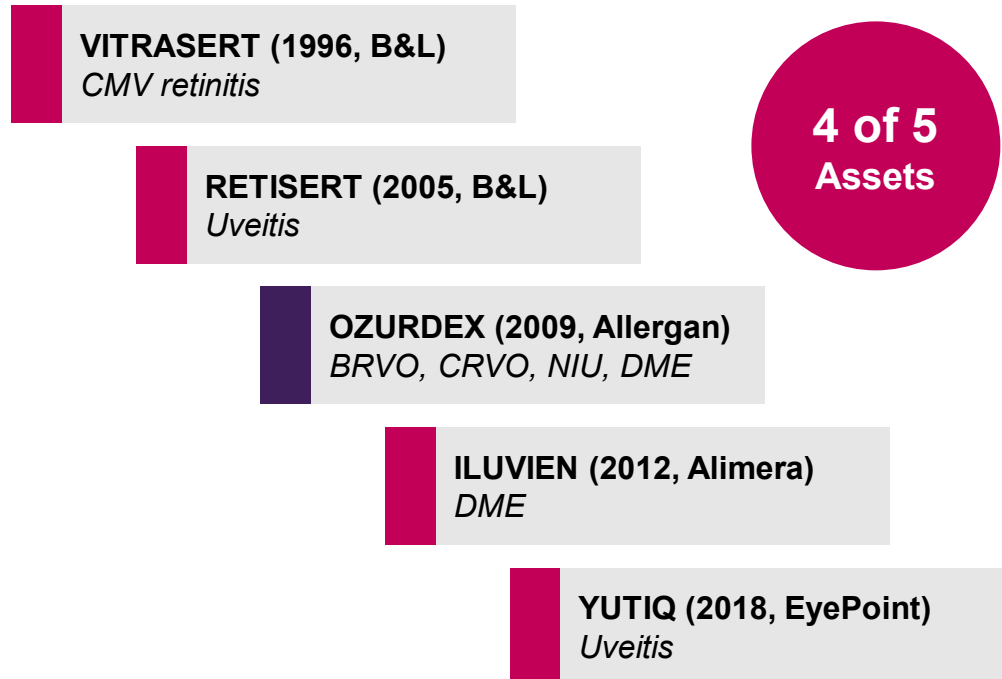 VITRASERT (1996, B&L)
CMV retinitis
4 of 5
Assets
RETISERT (2005, B&L)
Uveitis
OZURDEX (2009, Allergan)
BRVO, CRVO, NIU, DME
ILUVIEN (2012, Alimera)
DME
YUTIQ (2018, EyePoint)
Uveitis